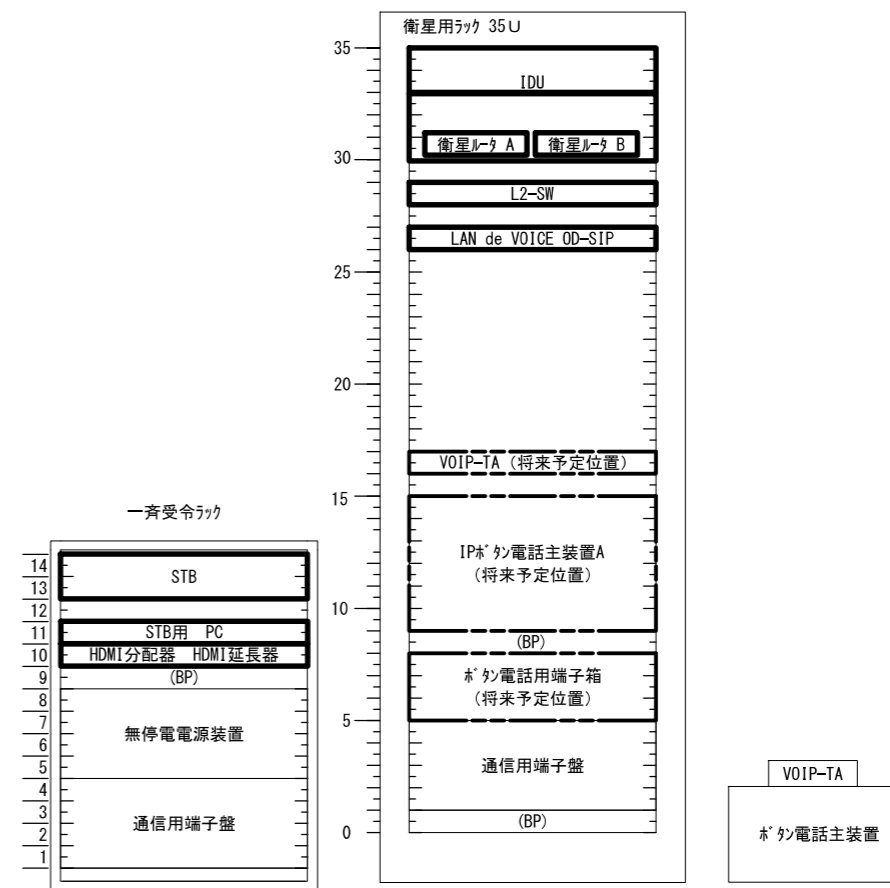 衛星用ﾗｯｸ 35U
35
IDU
衛星ﾙｰﾀ A
衛星ﾙｰﾀ B
30
L2-SW
LAN de VOICE OD-SIP
25
20
VOIP-TA (将来予定位置)
15
IPﾎﾞﾀﾝ電話主装置A
(将来予定位置)
10
(BP)
ﾎﾞﾀﾝ電話用端子箱
(将来予定位置)
5
通信用端子盤
(BP)
0
一斉受令ﾗｯｸ
14
STB
13
12
11
STB用 PC
10
HDMI分配器 HDMI延長器
9
(BP)
8
7
無停電電源装置
6
5
4
3
通信用端子盤
2
1
VOIP-TA
ﾎﾞﾀﾝ電話主装置